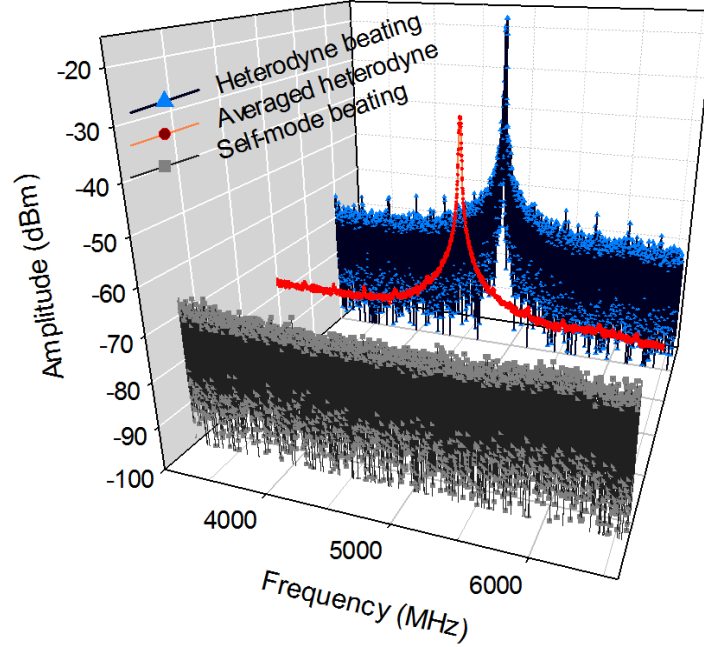 Heterodyne beating
Averaged heterodyne
Self-mode beating
Amplitude (dBm)
-20
-30
-40
-50
-60
-70
-80
-90
-100
4000
5000
6000
Frequency (MHz)